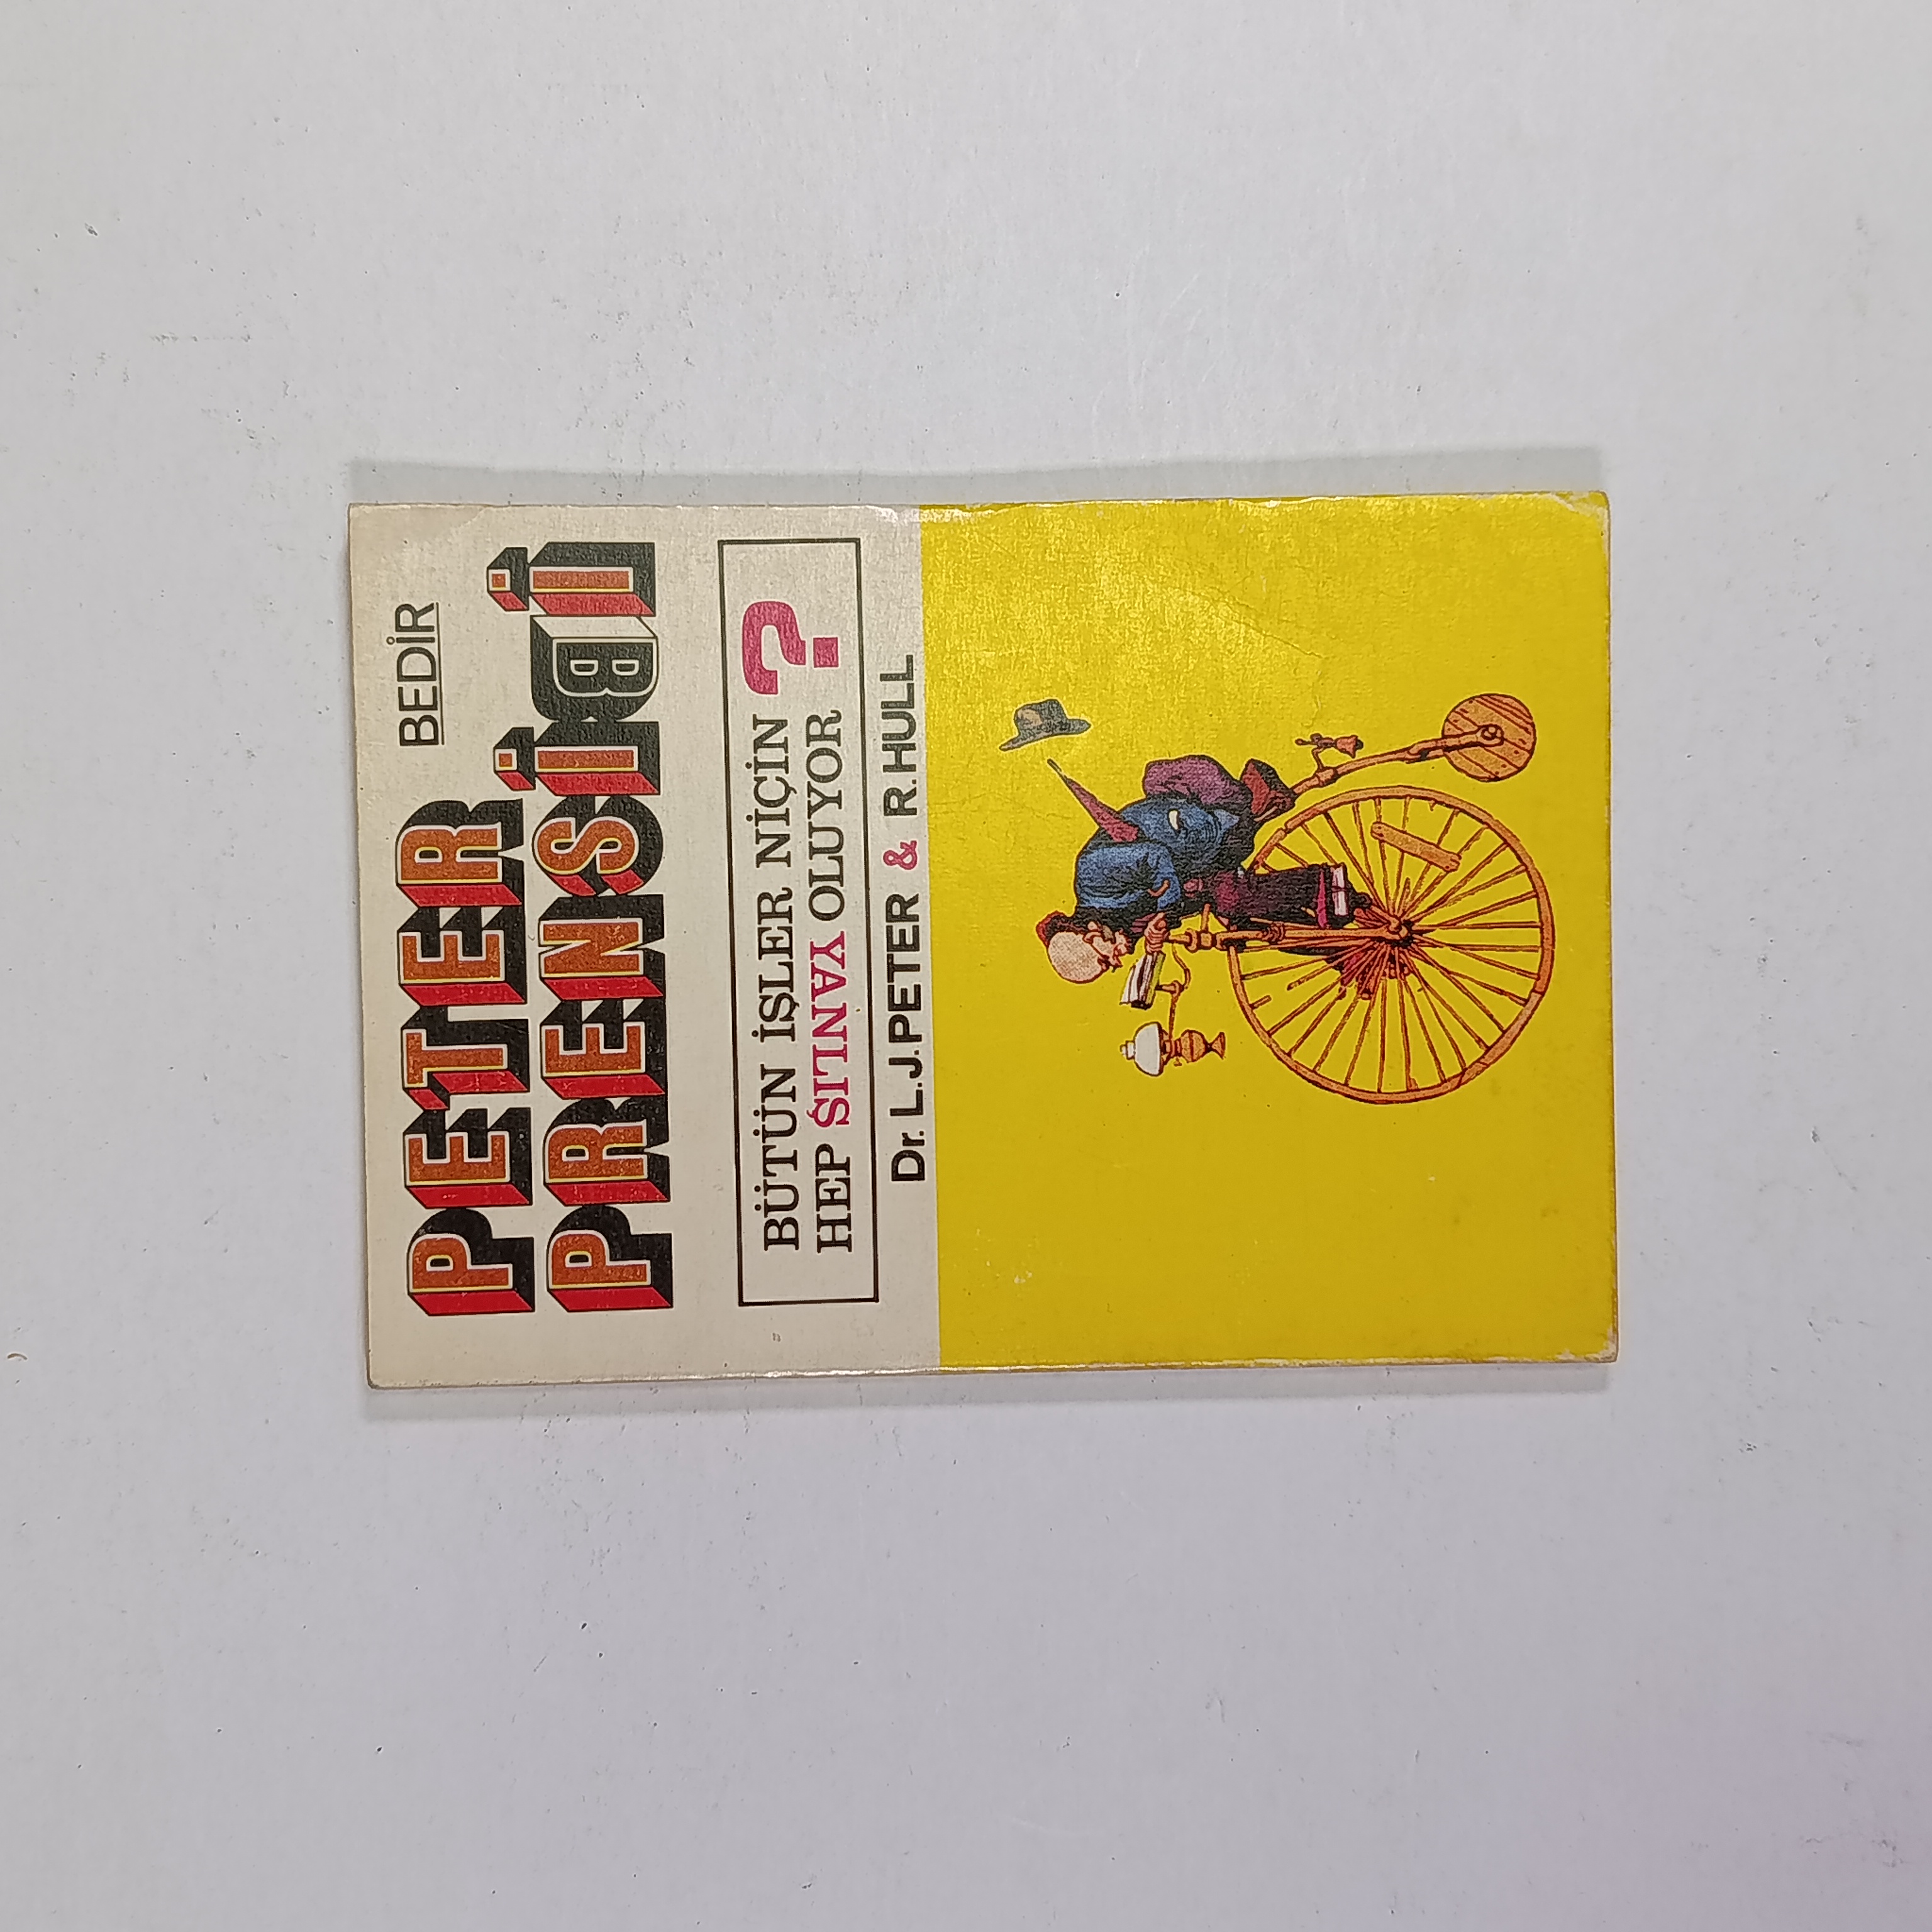 BEDİR
PETER
PRENSİBİ
BÜTÜN İŞLER NİÇİN
HEP YANLIŞ OLUYOR ?
Dr. L.J.PETER & R.HULL